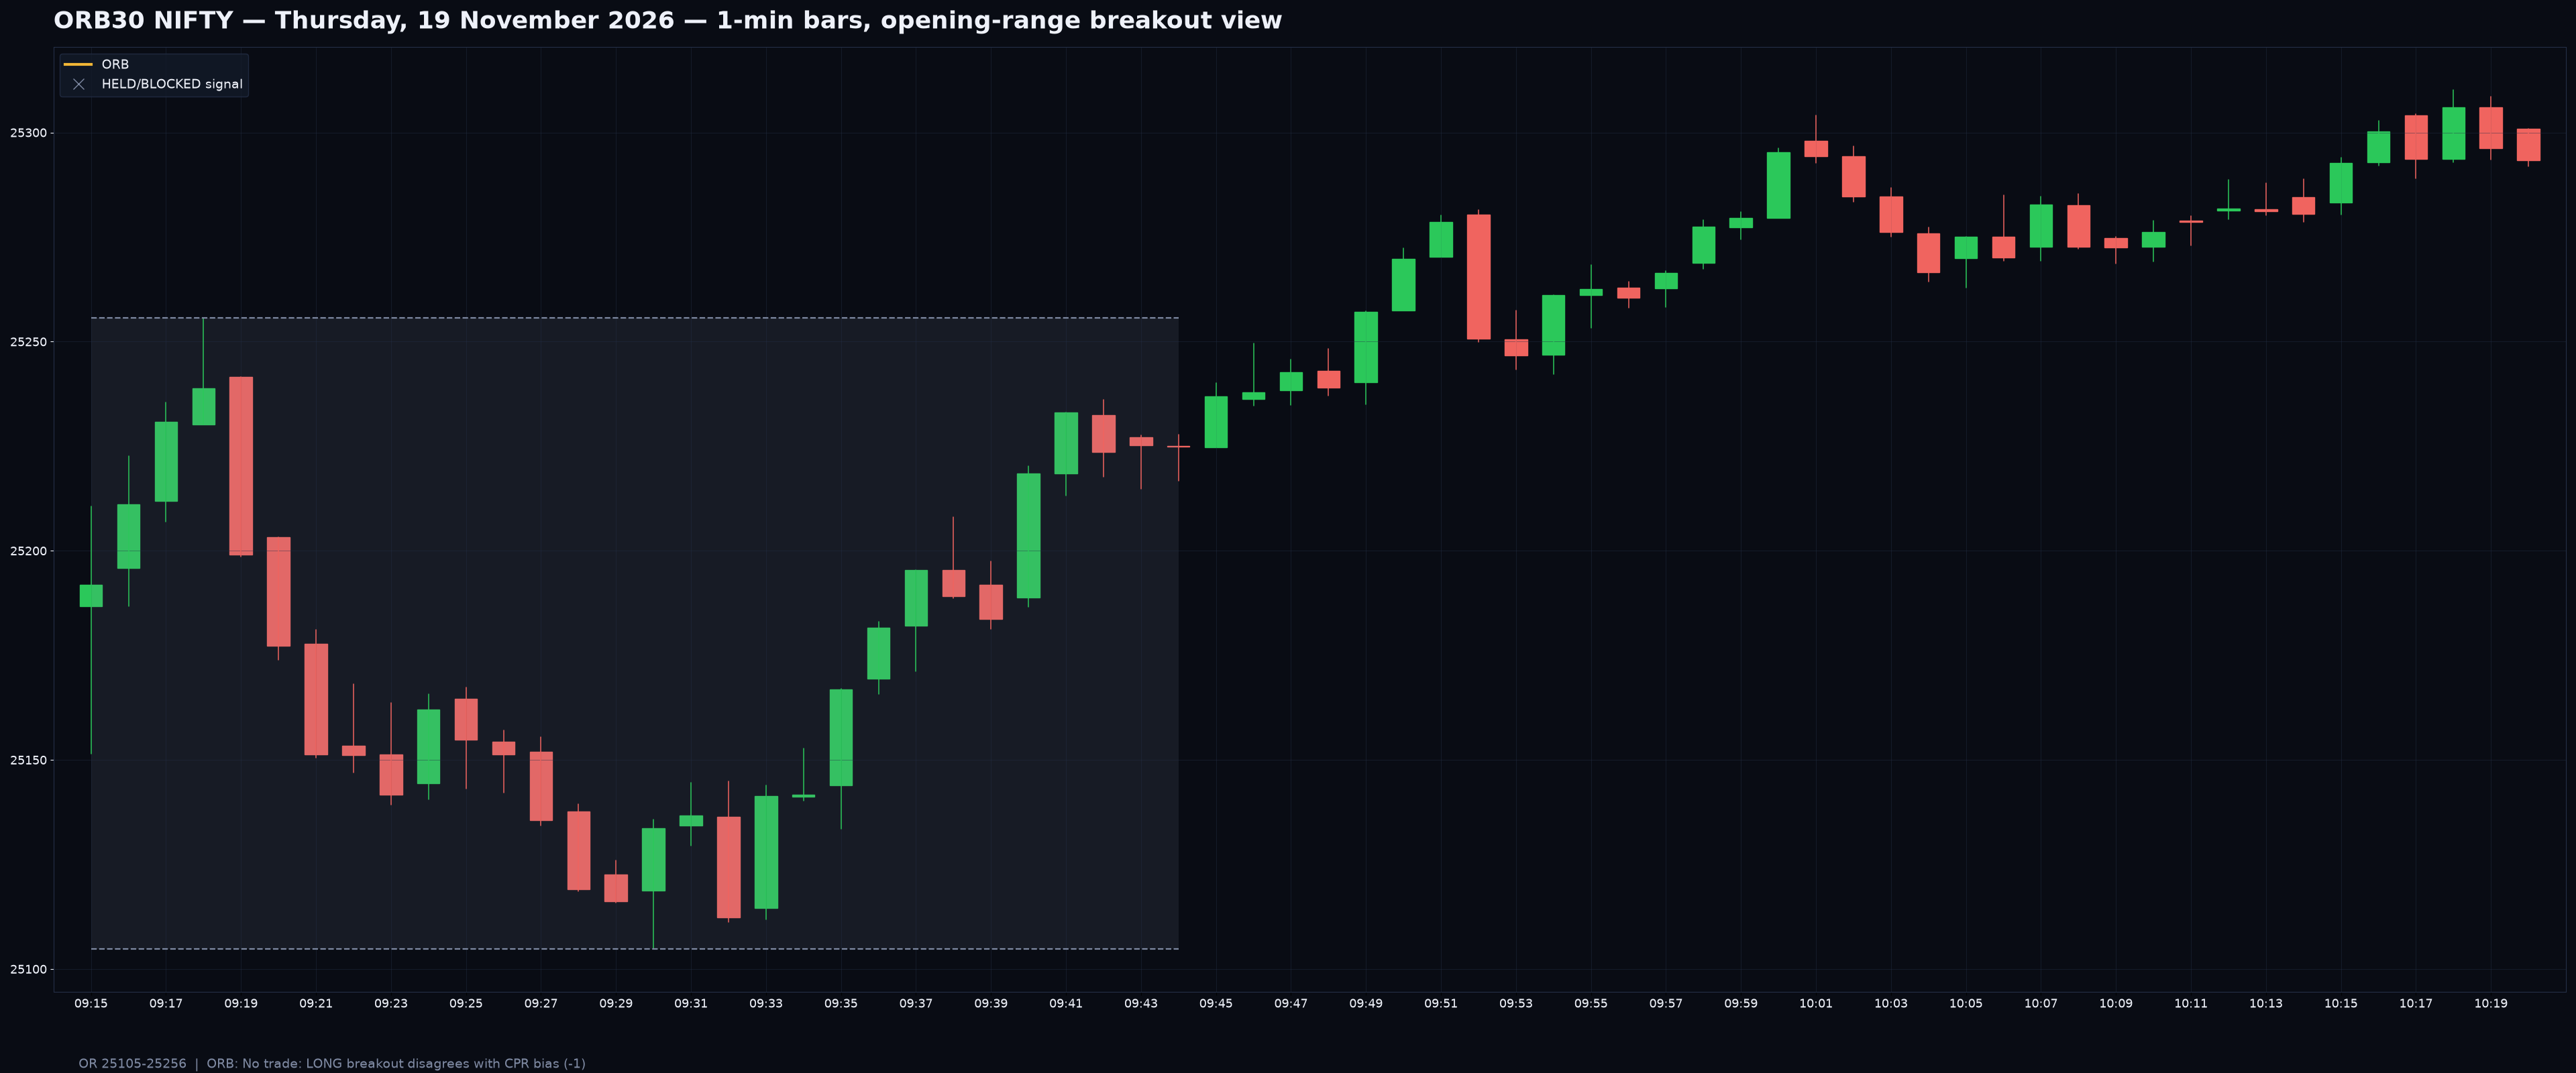 ORB30 NIFTY — Thursday, 19 November 2026 — 1-min bars, opening-range breakout view
ORB
HELD/BLOCKED signal
25300
25250
25200
25150
25100
09:15 09:17 09:19 09:21 09:23 09:25 09:27 09:29 09:31 09:33 09:35 09:37 09:39 09:41 09:43 09:45 09:47 09:49 09:51 09:53 09:55 09:57 09:59 10:01 10:03 10:05 10:07 10:09 10:11 10:13 10:15 10:17 10:19
OR 25105-25256 | ORB: No trade: LONG breakout disagrees with CPR bias (-1)